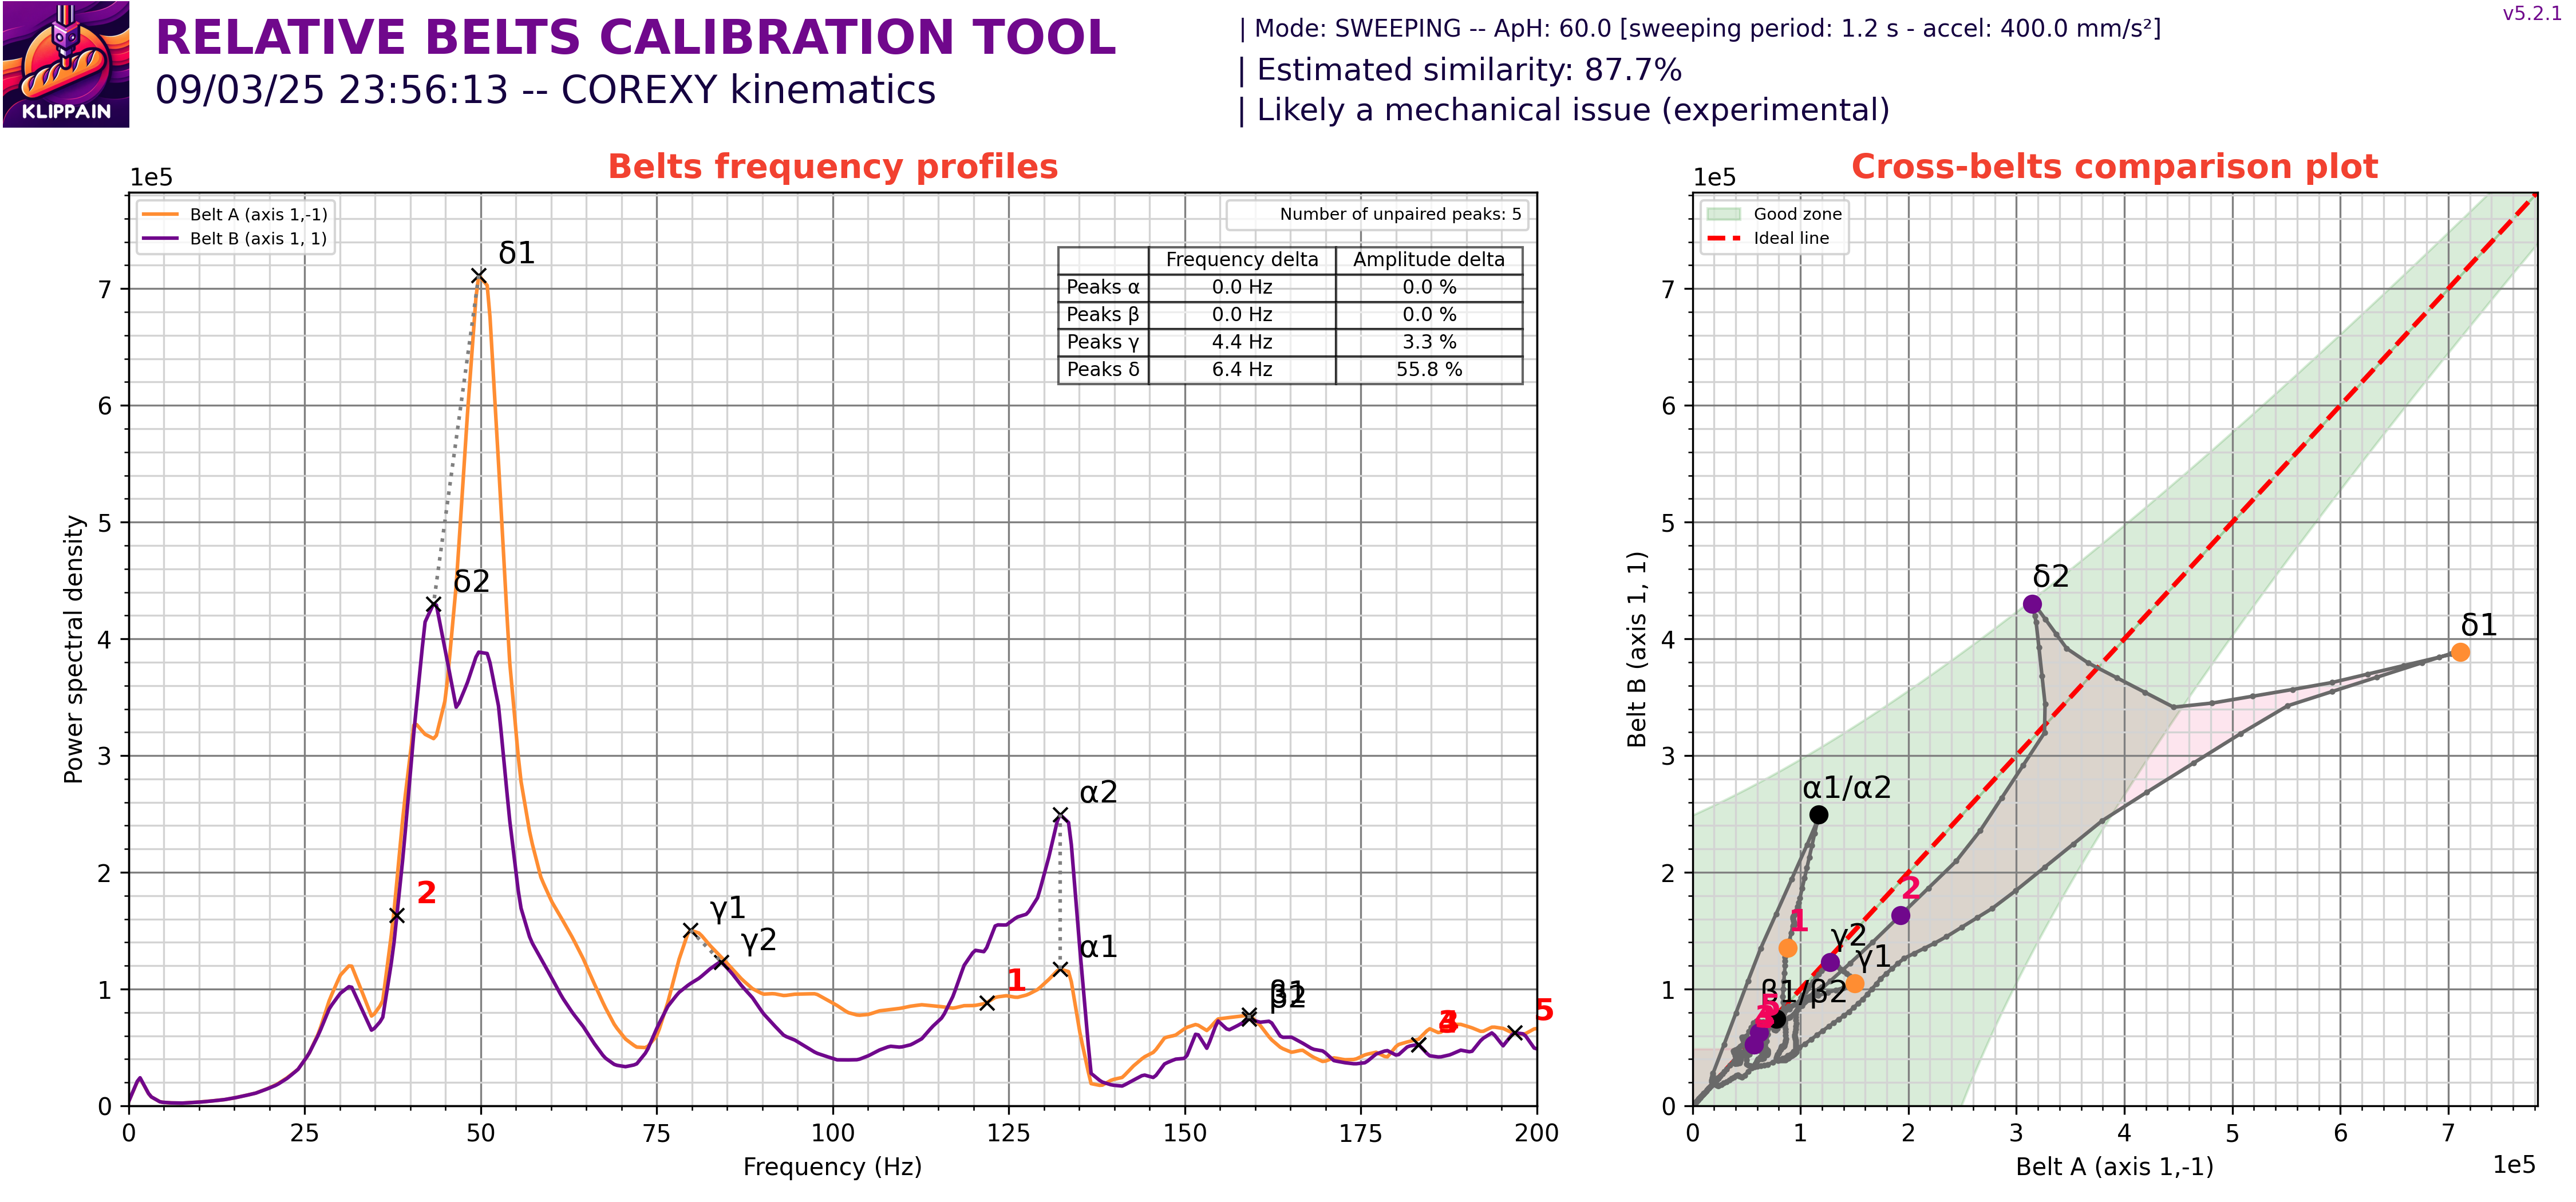 v5.2.1
RELATIVE BELTS CALIBRATION TOOL
09/03/25 23:56:13 -- COREXY kinematics
| Mode: SWEEPING -- ApH: 60.0 [sweeping period: 1.2 s - accel: 400.0 mm/s²]
| Estimated similarity: 87.7%
| Likely a mechanical issue (experimental)
KLIPPAIN
Belts frequency profiles
1e5
Belt A (axis 1,-1)
Belt B (axis 1, 1)
Number of unpaired peaks: 5
Frequency delta Amplitude delta
Peaks α 0.0 Hz 0.0 %
Peaks β 0.0 Hz 0.0 %
Peaks γ 4.4 Hz 3.3 %
Peaks δ 6.4 Hz 55.8 %
δ1
δ2
α2
α1
γ1
γ2
β2
1
2
5
Power spectral density
7
6
5
4
3
2
1
0
0 25 50 75 100 125 150 175 200
Frequency (Hz)
Cross-belts comparison plot
1e5
Good zone
Ideal line
δ2
δ1
α1/α2
2
1
γ2
γ1
β1/β2
Belt B (axis 1, 1)
7
6
5
4
3
2
1
0
0 1 2 3 4 5 6 7
Belt A (axis 1,-1)
1e5